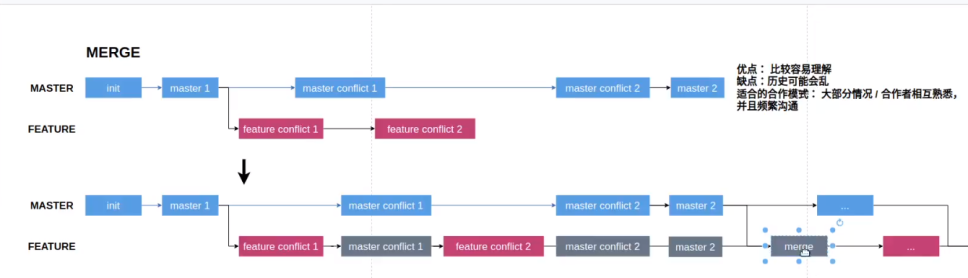 MERGE
优点： 比较容易理解
缺点：历史可能会乱
适合的合作模式： 大部分情况 / 合作者相互熟悉，
并且频繁沟通
MASTER init master 1 master conflict 1 master conflict 2 master 2
FEATURE feature conflict 1 feature conflict 2
MASTER init master 1 master conflict 1 master conflict 2 master 2 ...
FEATURE feature conflict 1 master conflict 1 feature conflict 2 master conflict 2 master 2 merge ...